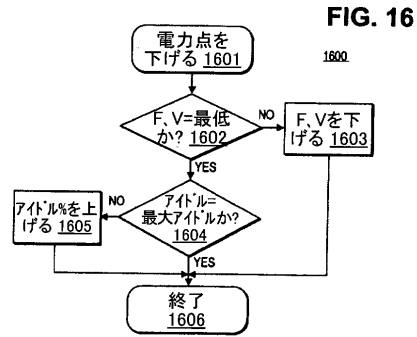 FIG. 16
1600
電力点を
下げる 1601
F、V=最低
か? 1602
NO
F、Vを下
げる 1603
YES
アイドル=
最大アイドルか?
1604
NO
アイドル%を上
げる 1605
YES
終了
1606